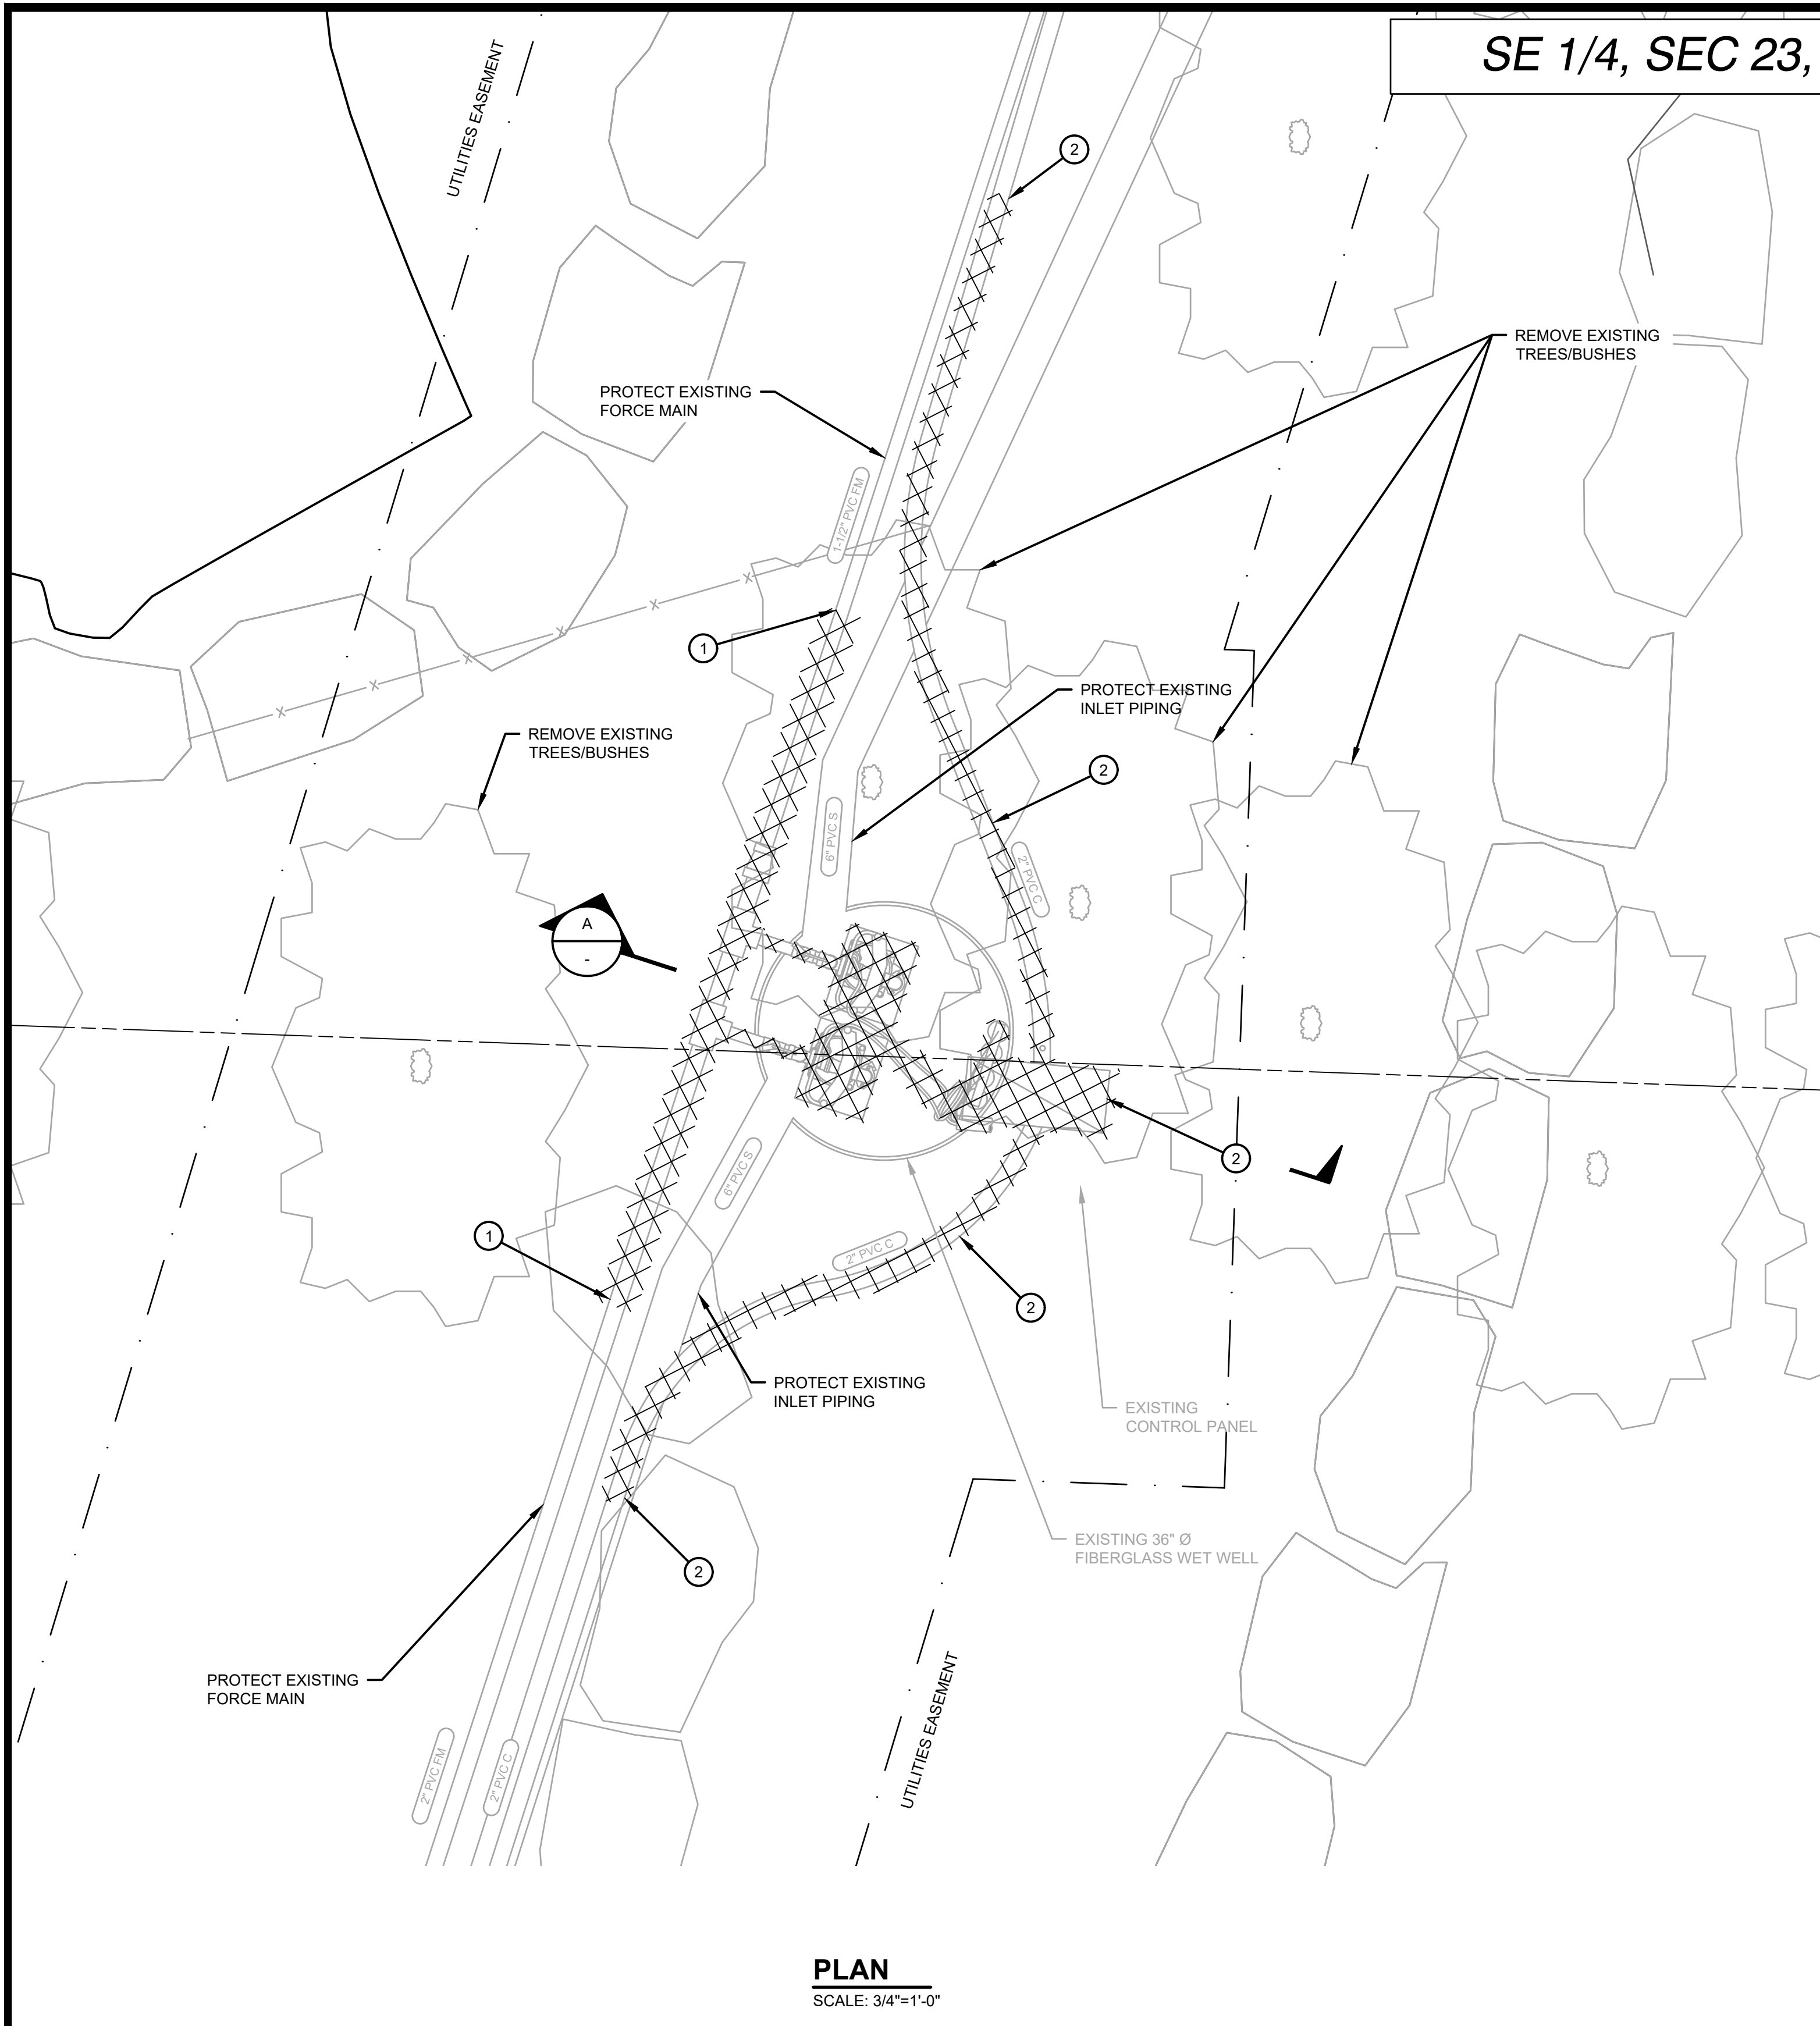 SE 1/4, SEC 23,
UTILITIES EASEMENT
2
REMOVE EXISTING
TREES/BUSHES
PROTECT EXISTING
FORCE MAIN
1-1/2" PVC FM
X
X
X
X
X
X
1
PROTECT EXISTING
INLET PIPING
REMOVE EXISTING
TREES/BUSHES
2
6" PVC S
2" PVC C
A
-
2
6" PVC S
1
2" PVC C
2
PROTECT EXISTING
INLET PIPING
EXISTING
CONTROL PANEL
EXISTING 36" Ø
FIBERGLASS WET WELL
2
PROTECT EXISTING
FORCE MAIN
UTILITIES EASEMENT
2" PVC FM
2" PVC C
PLAN
SCALE: 3/4"=1'-0"